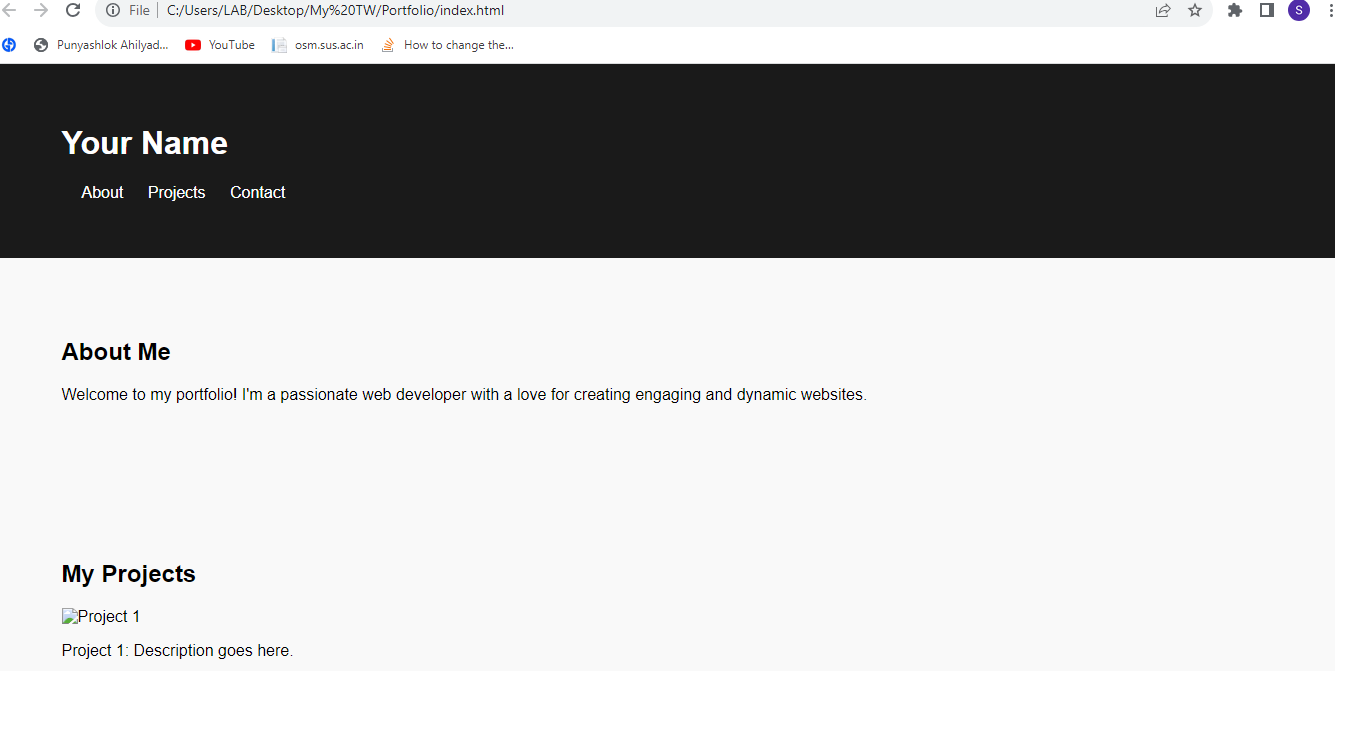 File C:/Users/LAB/Desktop/My%20TW/Portfolio/index.html S
Punyashlok Ahilyad... YouTube osm.sus.ac.in How to change the...
Your Name
About Projects Contact
About Me
Welcome to my portfolio! I'm a passionate web developer with a love for creating engaging and dynamic websites.
My Projects
Project 1
Project 1: Description goes here.